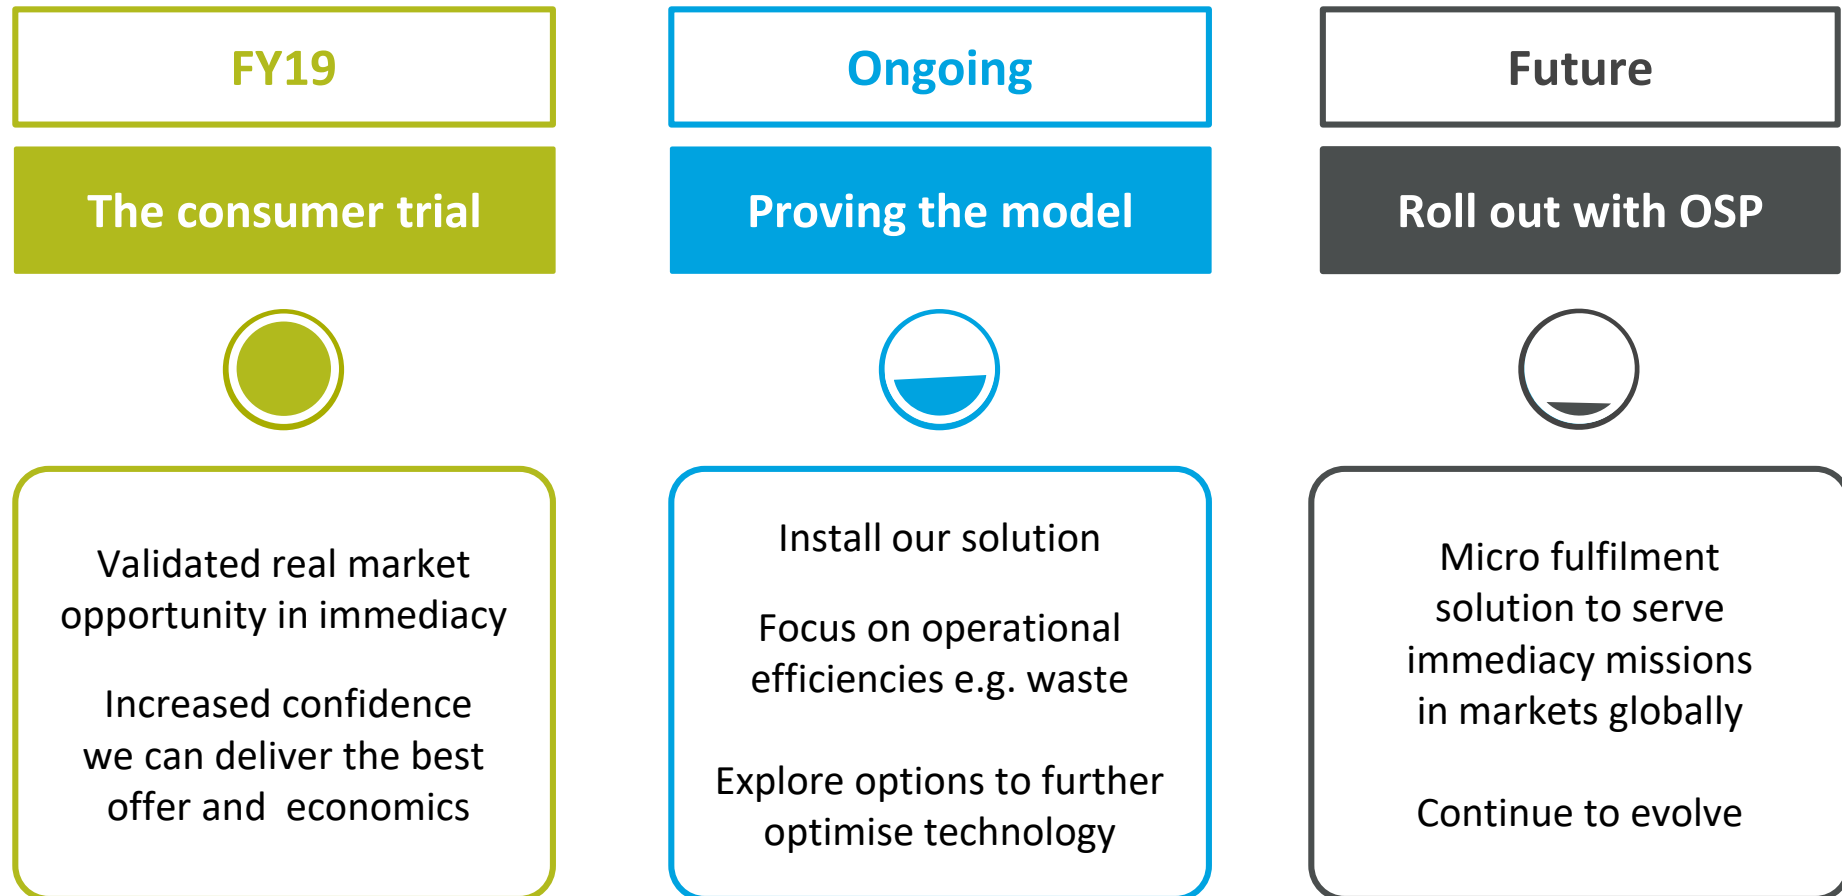 FY19
The consumer trial
Validated real market
opportunity in immediacy
Increased confidence
we can deliver the best
offer and  economics
Ongoing
Proving the model
Install our solution
Focus on operational
efficiencies e.g. waste
Explore options to further
optimise technology
Future
Roll out with OSP
Micro fulfilment
solution to serve
immediacy missions
in markets globally
Continue to evolve